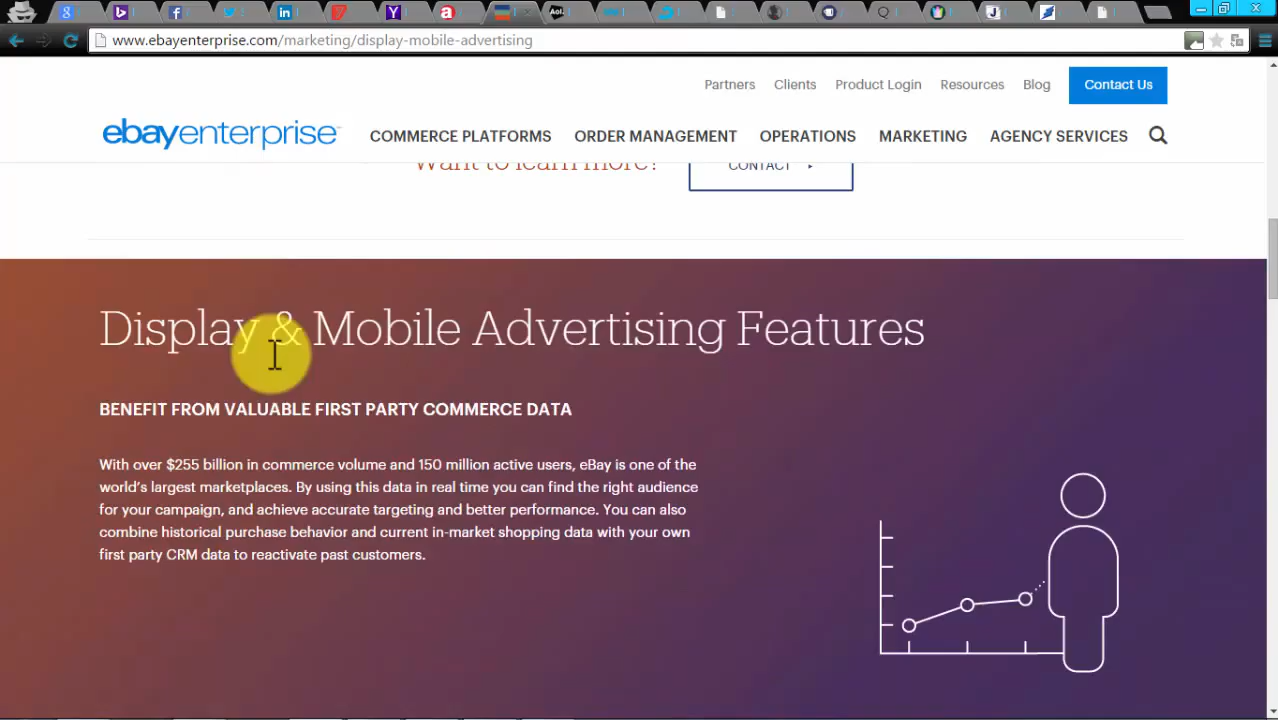 www.ebayenterprise.com/marketing/display-mobile-advertising
Partners Clients Product Login Resources Blog Contact Us
ebayenterprise COMMERCE PLATFORMS ORDER MANAGEMENT OPERATIONS MARKETING AGENCY SERVICES
Want to learn more? CONTACT
Display & Mobile Advertising Features
BENEFIT FROM VALUABLE FIRST PARTY COMMERCE DATA
With over $255 billion in commerce volume and 150 million active users, eBay is one of the
world's largest marketplaces. By using this data in real time you can find the right audience
for your campaign, and achieve accurate targeting and better performance. You can also
combine historical purchase behavior and current in-market shopping data with your own
first party CRM data to reactivate past customers.